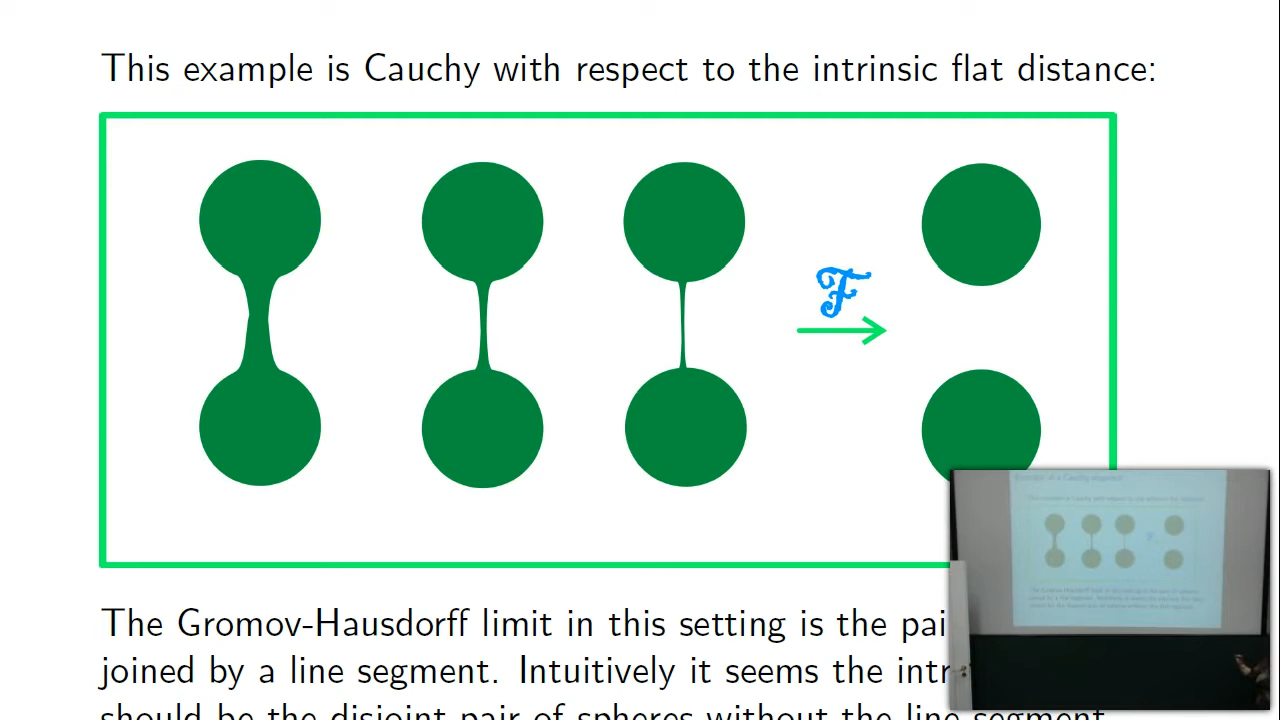 This example is Cauchy with respect to the intrinsic flat distance:
ℱ
The Gromov-Hausdorff limit in this setting is the
joined by a line segment. Intuitively it seems the
should be the disjoint pair of spheres without the line segment